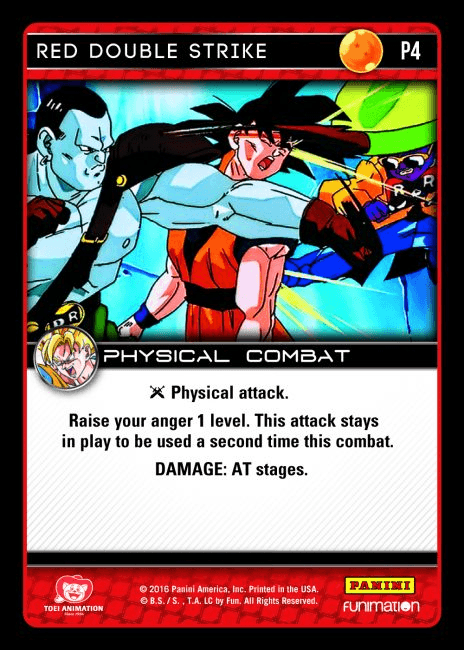 RED DOUBLE STRIKE
P4
R R
D R
PHYSICAL COMBAT
Physical attack.
Raise your anger 1 level. This attack stays
in play to be used a second time this combat.
DAMAGE: AT stages.
TOEI ANIMATION
Since 1956
© 2016 Panini America, Inc. Printed in the USA.
© B.S. / S. , T.A. LC by Fun. All Rights Reserved.
PANINI
FUNIMATION